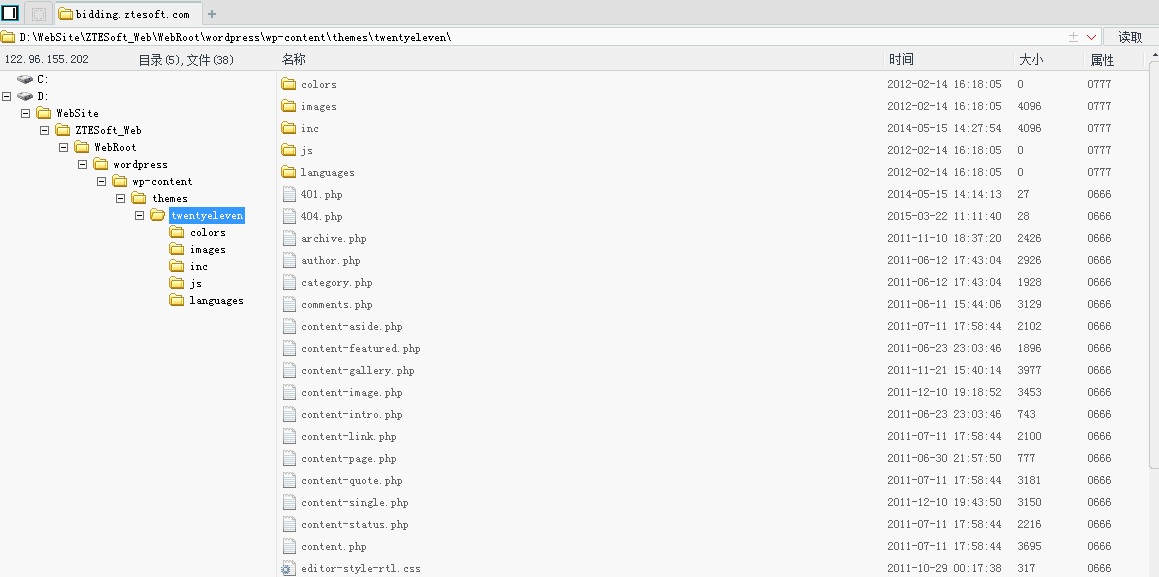 bidding.ztesoft.com
D:\WebSite\ZTESoft_Web\WebRoot\wordpress\wp-content\themes\twentyeleven\ 读取
122.96.155.202 目录(5),文件(38)
C:
D:
WebSite
ZTESoft_Web
WebRoot
wordpress
wp-content
themes
twentyeleven
colors
images
inc
js
languages
名称 时间 大小 属性
colors 2012-02-14 16:18:05 0 0777
images 2012-02-14 16:18:05 4096 0777
inc 2014-05-15 14:27:54 4096 0777
js 2012-02-14 16:18:05 0 0777
languages 2012-02-14 16:18:05 0 0777
401.php 2014-05-15 14:14:13 27 0666
404.php 2015-03-22 11:11:40 28 0666
archive.php 2011-11-10 18:37:20 2426 0666
author.php 2011-06-12 17:43:04 2926 0666
category.php 2011-06-12 17:43:04 1928 0666
comments.php 2011-06-11 15:44:06 3129 0666
content-aside.php 2011-07-11 17:58:44 2102 0666
content-featured.php 2011-06-23 23:03:46 1896 0666
content-gallery.php 2011-11-21 15:40:14 3977 0666
content-image.php 2011-12-10 19:18:52 3453 0666
content-intro.php 2011-06-23 23:03:46 743 0666
content-link.php 2011-07-11 17:58:44 2100 0666
content-page.php 2011-06-30 21:57:50 777 0666
content-quote.php 2011-07-11 17:58:44 3181 0666
content-single.php 2011-12-10 19:43:50 3150 0666
content-status.php 2011-07-11 17:58:44 2216 0666
content.php 2011-07-11 17:58:44 3695 0666
editor-style-rtl.css 2011-10-29 00:17:38 317 0666